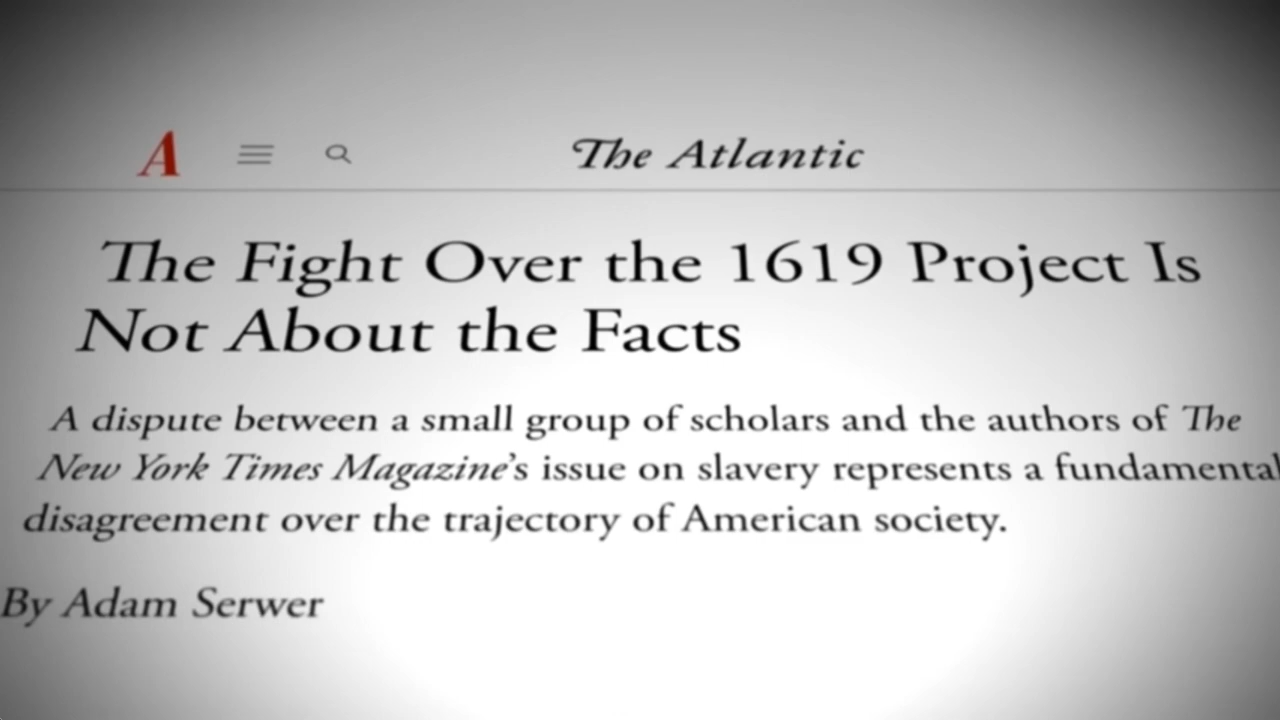 A The Atlantic
The Fight Over the 1619 Project Is
Not About the Facts
A dispute between a small group of scholars and the authors of The
New York Times Magazine’s issue on slavery represents a fundamental
disagreement over the trajectory of American society.
By Adam Serwer